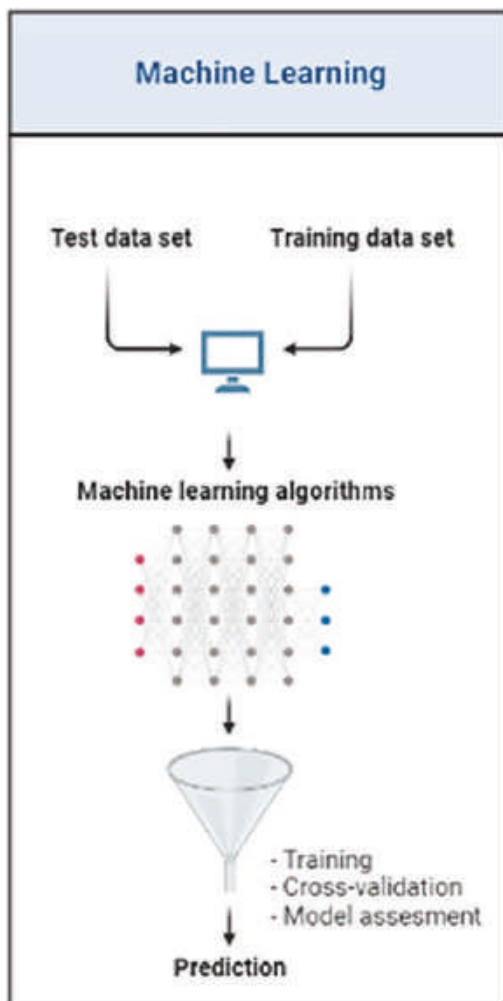 Machine Learning
Test data set
Training data set
Machine learning algorithms
- Training
- Cross-validation
- Model assesment
Prediction